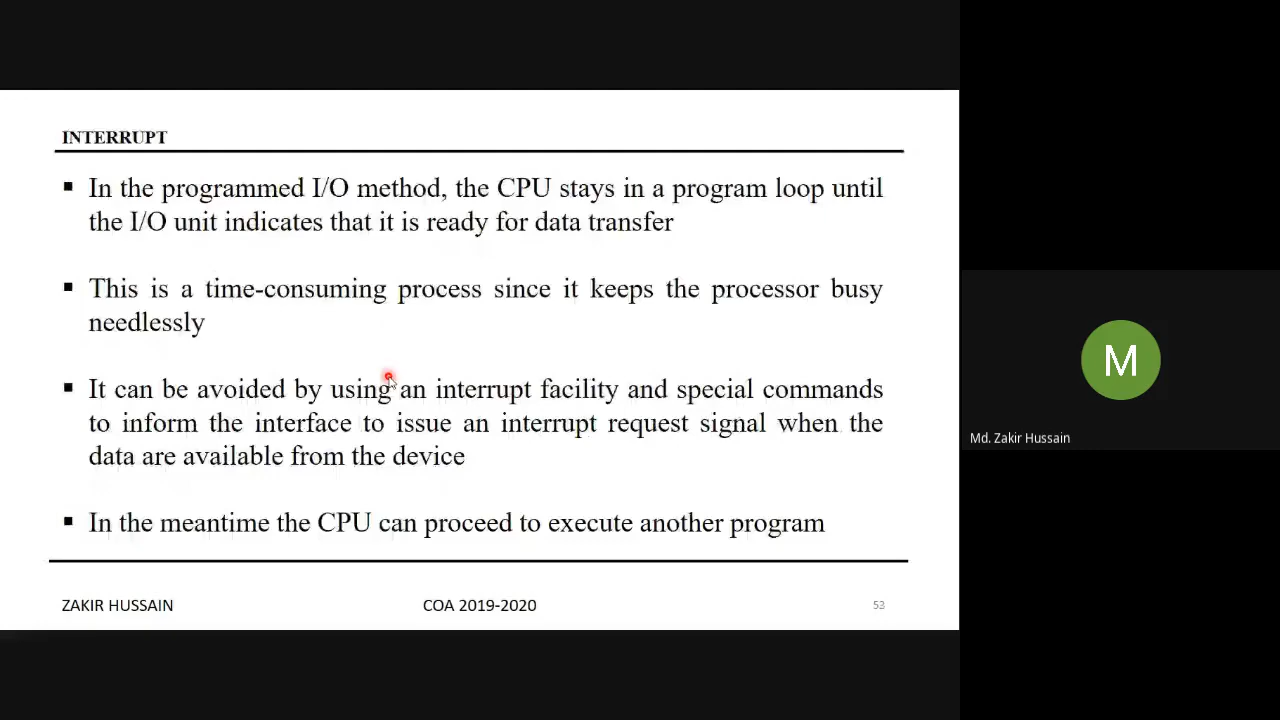 INTERRUPT
▪ In the programmed I/O method, the CPU stays in a program loop until
the I/O unit indicates that it is ready for data transfer
▪ This is a time-consuming process since it keeps the processor busy
needlessly
▪ It can be avoided by using an interrupt facility and special commands
to inform the interface to issue an interrupt request signal when the
data are available from the device
▪ In the meantime the CPU can proceed to execute another program
ZAKIR HUSSAIN COA 2019-2020 53
M
Md. Zakir Hussain